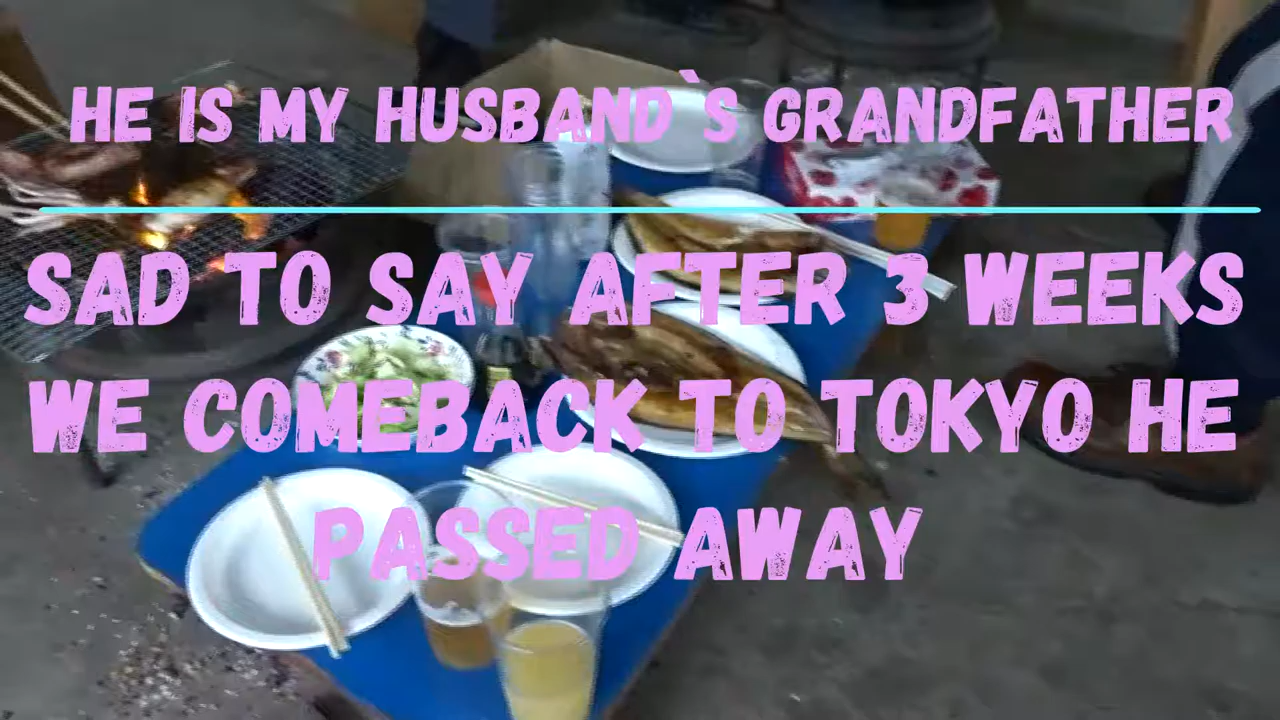 HE IS MY HUSBAND`S GRANDFATHER
SAD TO SAY AFTER 3 WEEKS
WE COMEBACK TO TOKYO HE
PASSED AWAY